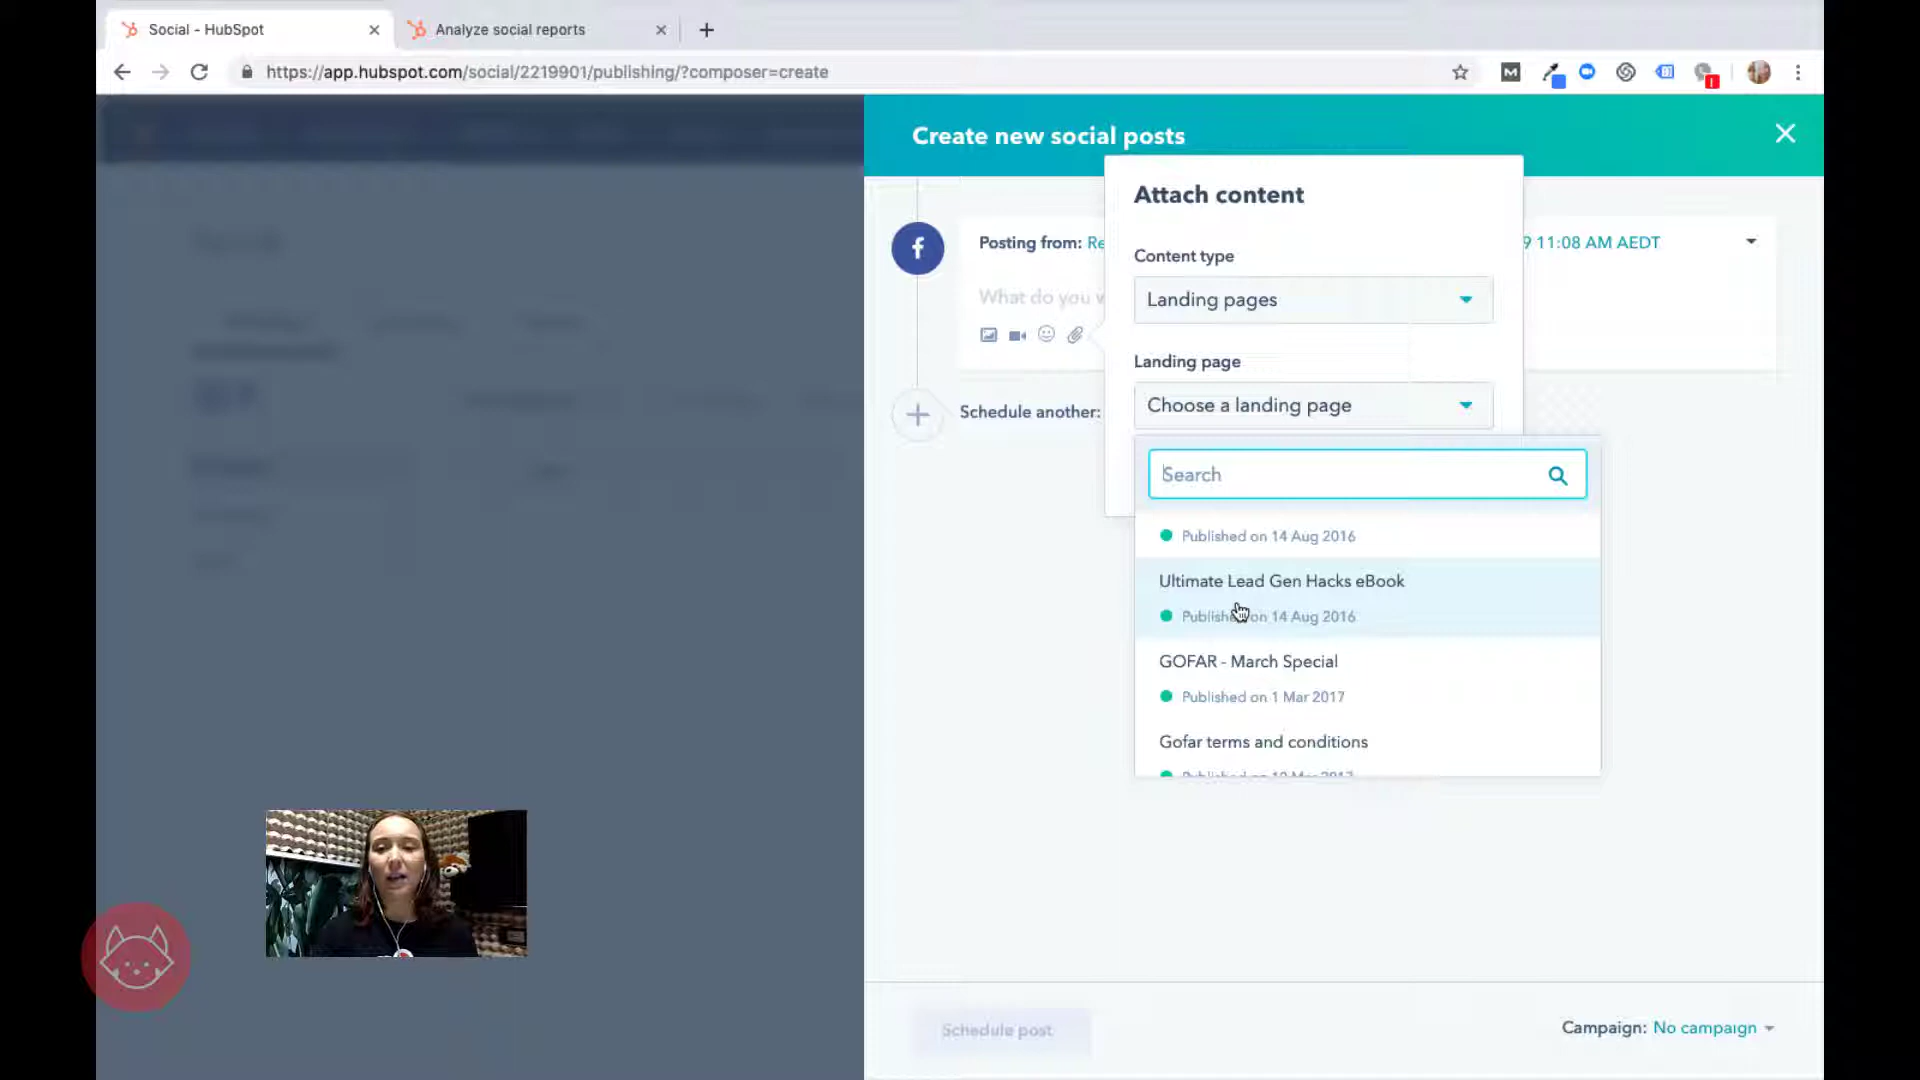 Social - HubSpot
Analyze social reports
https://app.hubspot.com/social/2219901/publishing/?composer=create
Create new social posts
Attach content
Posting from: Re
9 11:08 AM AEDT
Content type
Landing pages
What do you w
Landing page
Choose a landing page
Schedule another:
Search
Published on 14 Aug 2016
Ultimate Lead Gen Hacks eBook
Published on 14 Aug 2016
GOFAR - March Special
Published on 1 Mar 2017
Gofar terms and conditions
Schedule post
Campaign: No campaign